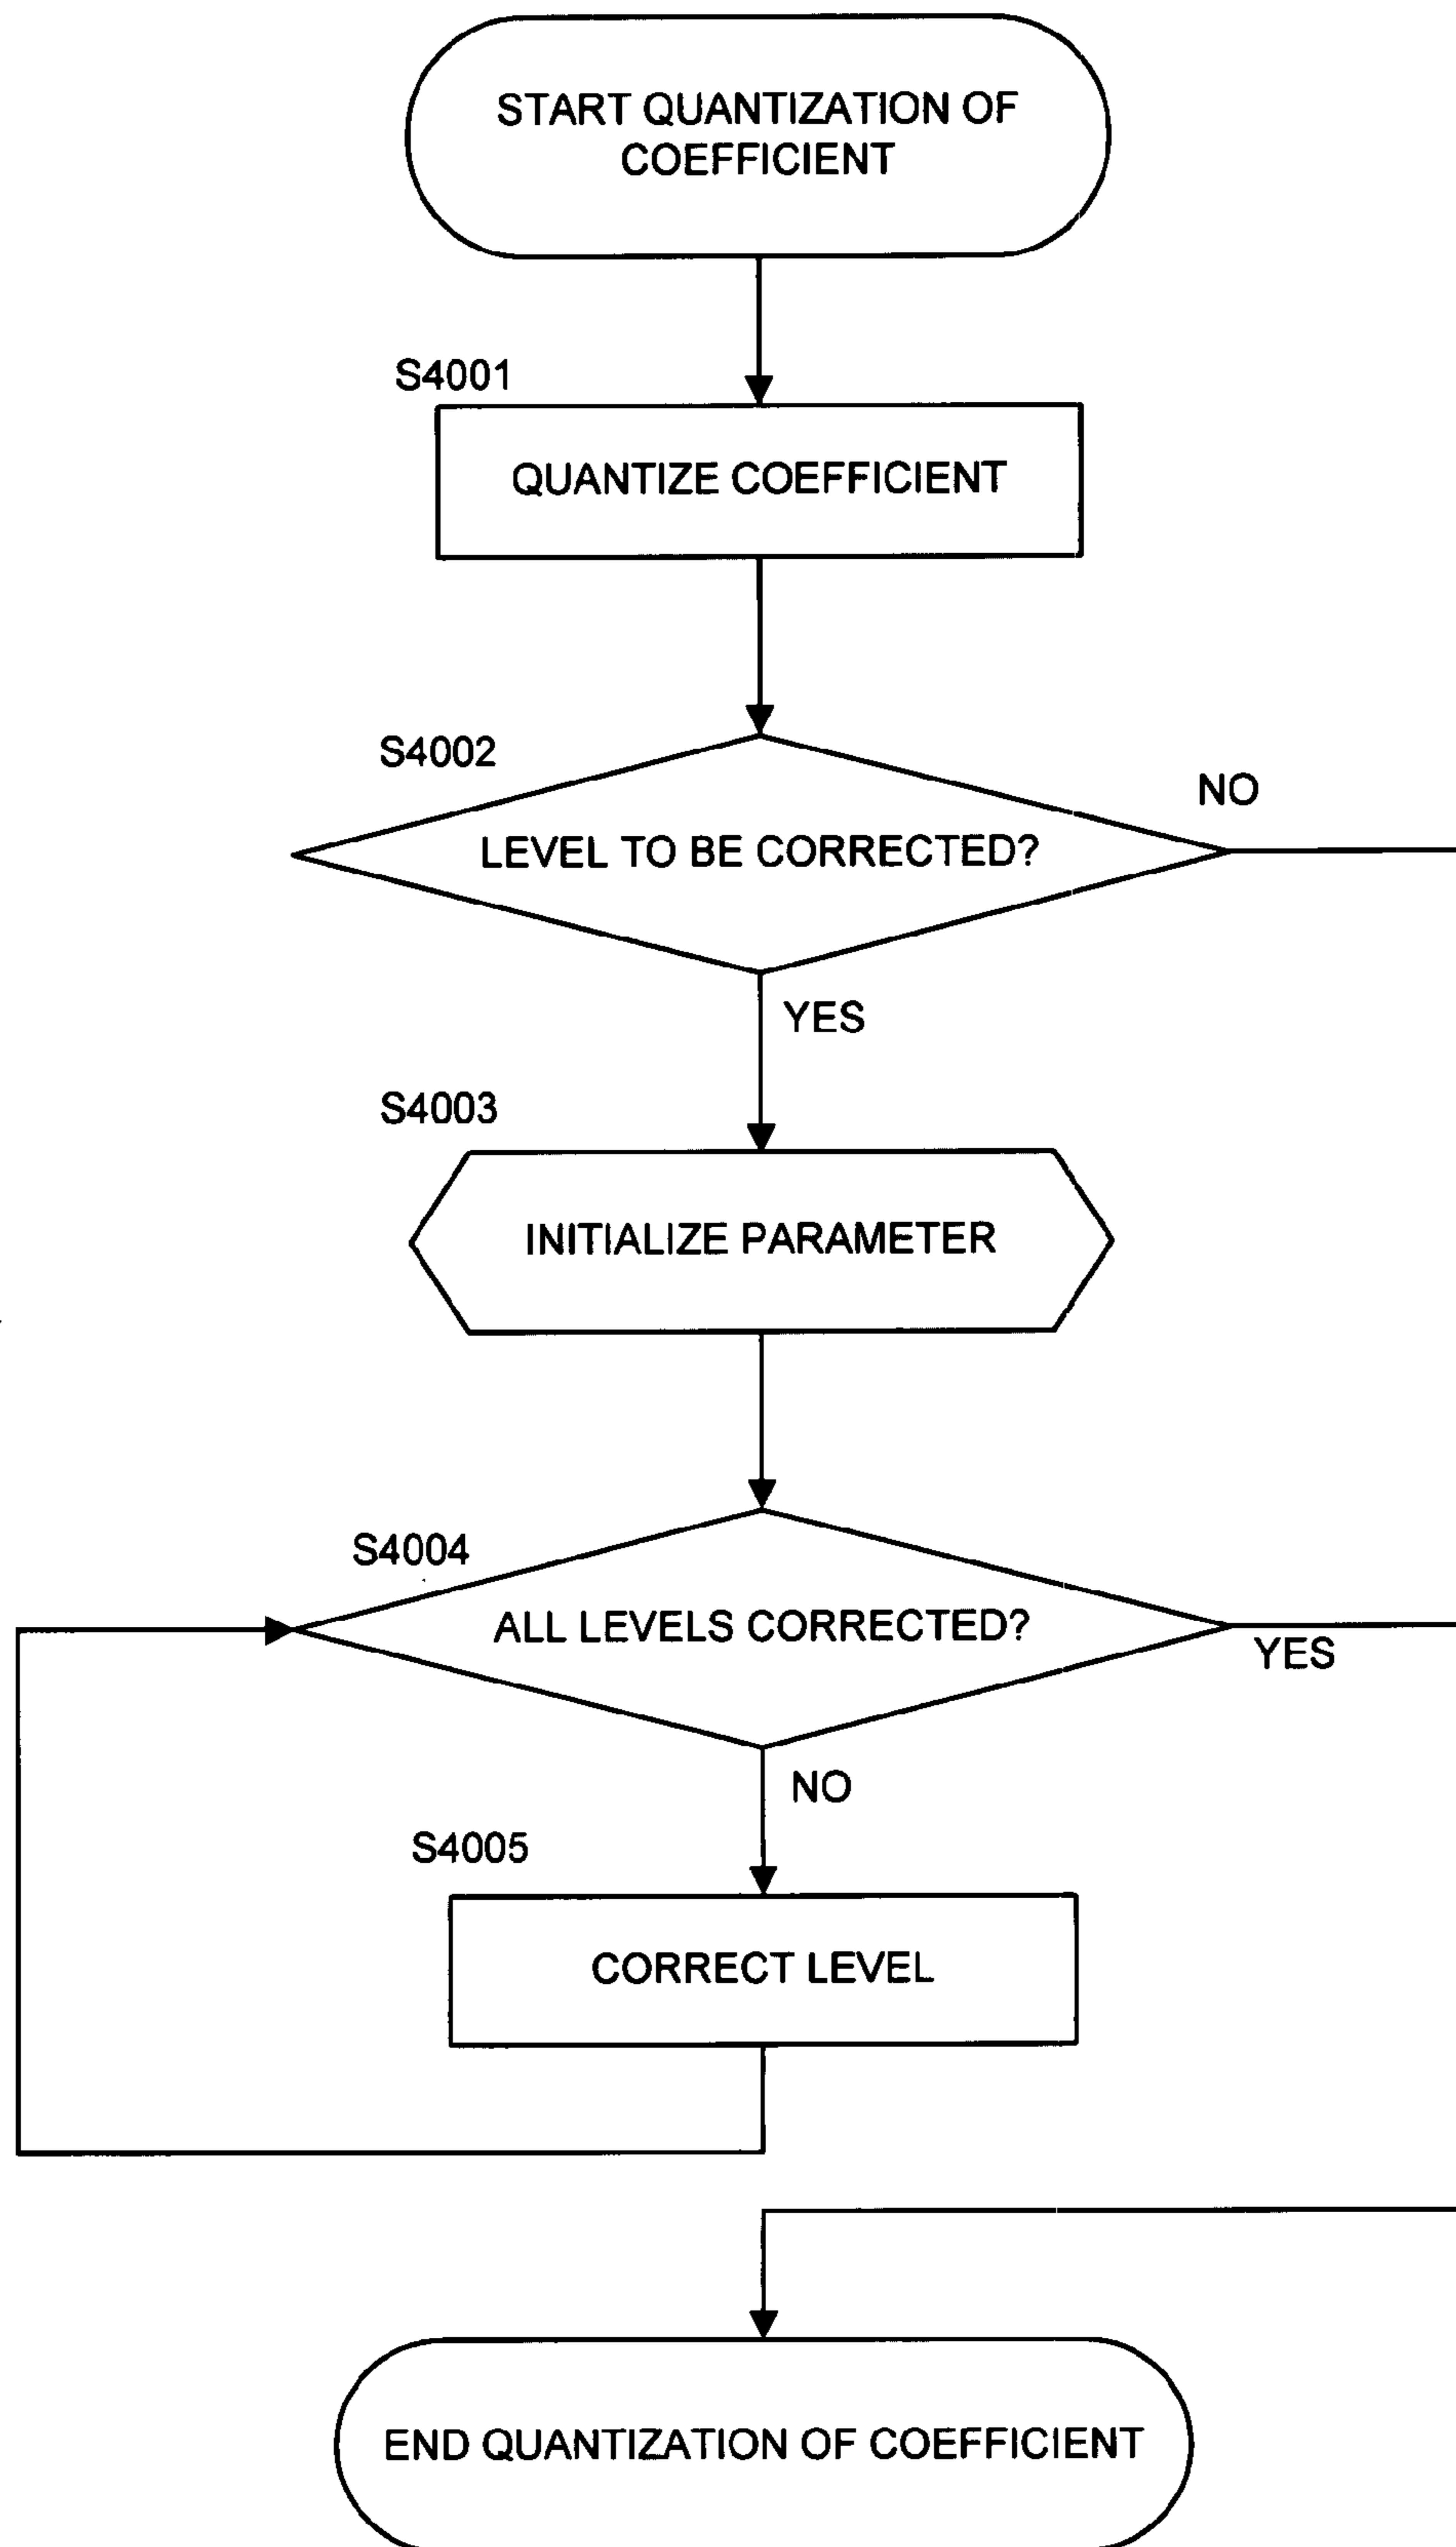 START QUANTIZATION OF
COEFFICIENT
S4001
QUANTIZE COEFFICIENT
S4002
NO
LEVEL TO BE CORRECTED?
YES
S4003
INITIALIZE PARAMETER
S4004
ALL LEVELS CORRECTED?
YES
NO
S4005
CORRECT LEVEL
END QUANTIZATION OF COEFFICIENT